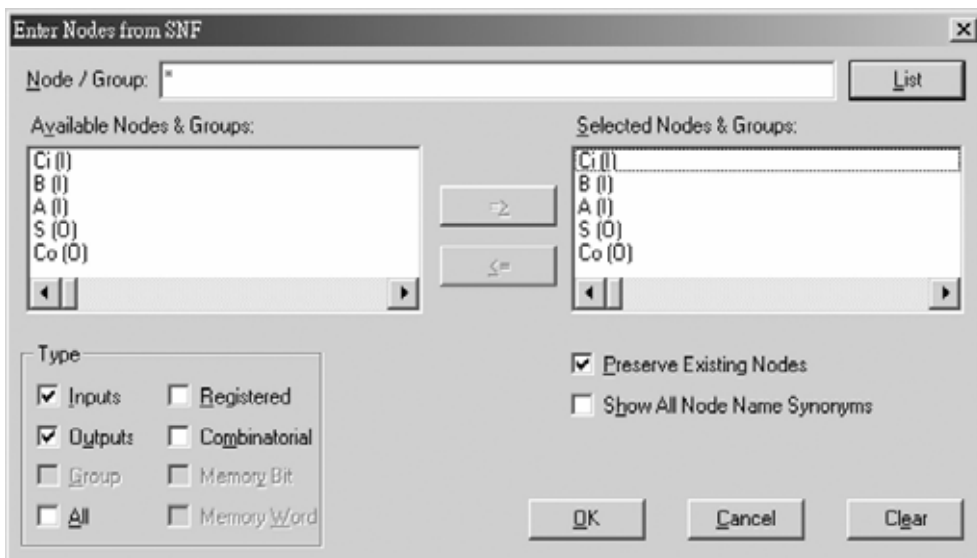 Enter Nodes from SNF
Node / Group: * List
Available Nodes & Groups:
Ci (I)
B (I)
A (I)
S (O)
Co (O)
=>
<=
Selected Nodes & Groups:
Ci (I)
B (I)
A (I)
S (O)
Co (O)
Type
Inputs Registered
Outputs Combinatorial
Group Memory Bit
All Memory Word
Preserve Existing Nodes
Show All Node Name Synonyms
OK Cancel Clear